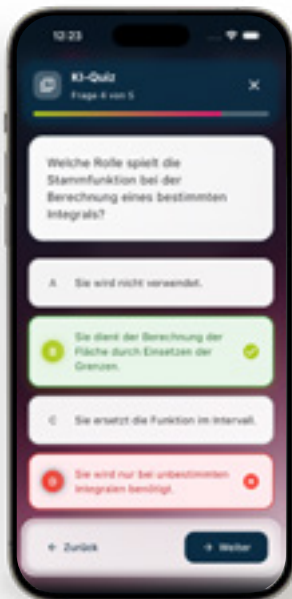 12:23
KI-Quiz
Frage 4 von 5
Welche Rolle spielt die
Stammfunktion bei der
Berechnung eines bestimmten
Integrals?
A Sie wird nicht verwendet.
B Sie dient der Berechnung der
Fläche durch Einsetzen der
Grenzen.
C Sie ersetzt die Funktion im Intervall.
D Sie wird nur bei unbestimmten
Integralen benötigt.
← Zurück
→ Weiter